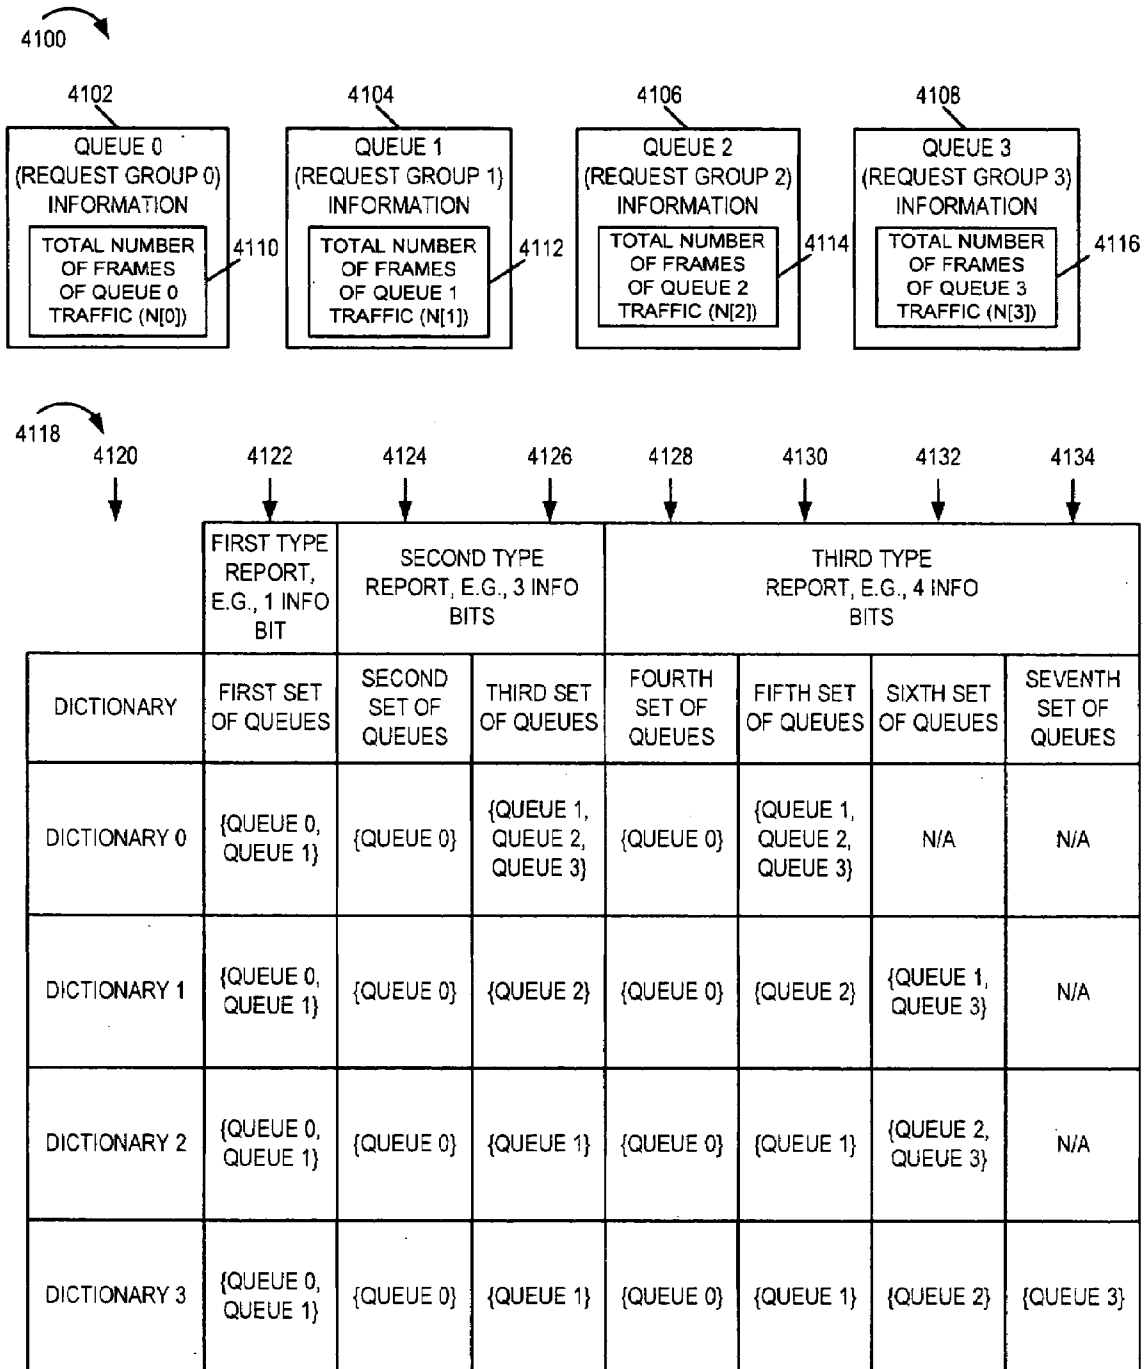 4100
4102
4104
4106
4108
QUEUE 0
(REQUEST GROUP 0)
INFORMATION
TOTAL NUMBER
OF FRAMES
OF QUEUE 0
TRAFFIC (N[0])
4110
QUEUE 1
(REQUEST GROUP 1)
INFORMATION
TOTAL NUMBER
OF FRAMES
OF QUEUE 1
TRAFFIC (N[1])
4112
QUEUE 2
(REQUEST GROUP 2)
INFORMATION
TOTAL NUMBER
OF FRAMES
OF QUEUE 2
TRAFFIC (N[2])
4114
QUEUE 3
(REQUEST GROUP 3)
INFORMATION
TOTAL NUMBER
OF FRAMES
OF QUEUE 3
TRAFFIC (N[3])
4116
4118
4120
4122
4124
4126
4128
4130
4132
4134
FIRST TYPE
REPORT,
E.G., 1 INFO
BIT
SECOND TYPE
REPORT, E.G., 3 INFO
BITS
THIRD TYPE
REPORT, E.G., 4 INFO
BITS
DICTIONARY
FIRST SET
OF QUEUES
SECOND
SET OF
QUEUES
THIRD SET
OF QUEUES
FOURTH
SET OF
QUEUES
FIFTH SET
OF QUEUES
SIXTH SET
OF QUEUES
SEVENTH
SET OF
QUEUES
DICTIONARY 0
{QUEUE 0,
QUEUE 1}
{QUEUE 0}
{QUEUE 1,
QUEUE 2,
QUEUE 3}
{QUEUE 0}
{QUEUE 1,
QUEUE 2,
QUEUE 3}
N/A
N/A
DICTIONARY 1
{QUEUE 0,
QUEUE 1}
{QUEUE 0}
{QUEUE 2}
{QUEUE 0}
{QUEUE 2}
{QUEUE 1,
QUEUE 3}
N/A
DICTIONARY 2
{QUEUE 0,
QUEUE 1}
{QUEUE 0}
{QUEUE 1}
{QUEUE 0}
{QUEUE 1}
{QUEUE 2,
QUEUE 3}
N/A
DICTIONARY 3
{QUEUE 0,
QUEUE 1}
{QUEUE 0}
{QUEUE 1}
{QUEUE 0}
{QUEUE 1}
{QUEUE 2}
{QUEUE 3}